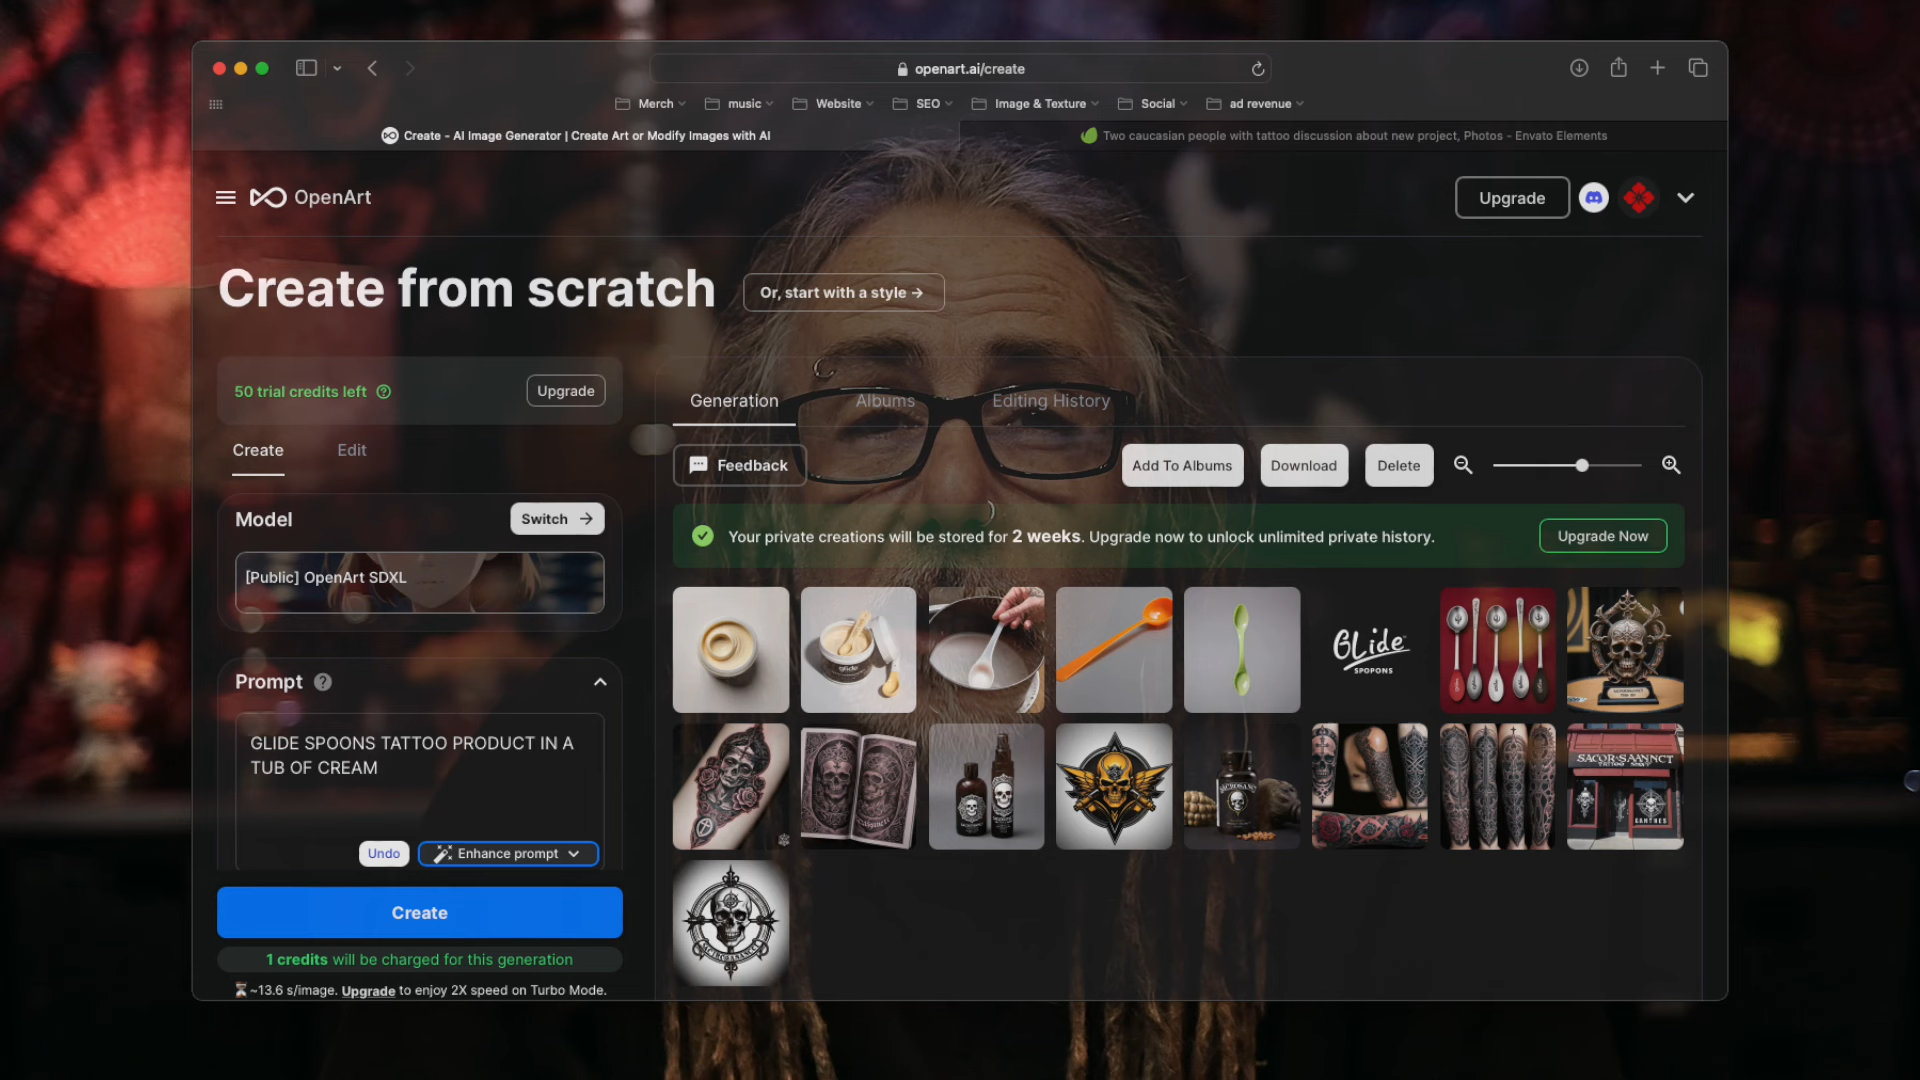 openart.ai/create
Merch
music
Website
SEO
Image & Texture
Social
ad revenue
Create - AI Image Generator | Create Art or Modify Images with AI
Two caucasian people with tattoo discussion about new project, Photos - Envato Elements
OpenArt
Upgrade
Create from scratch
Or, start with a style →
50 trial credits left
Upgrade
Create
Edit
Model
Switch →
[Public] OpenArt SDXL
Prompt
GLIDE SPOONS TATTOO PRODUCT IN A
TUB OF CREAM
Undo
Enhance prompt
Create
1 credits will be charged for this generation
~13.6 s/image. Upgrade to enjoy 2X speed on Turbo Mode.
Generation
Albums
Editing History
Feedback
Add To Albums
Download
Delete
Your private creations will be stored for 2 weeks. Upgrade now to unlock unlimited private history.
Upgrade Now
glide
GLide
SPOPONS
SACOR·SAANNCT